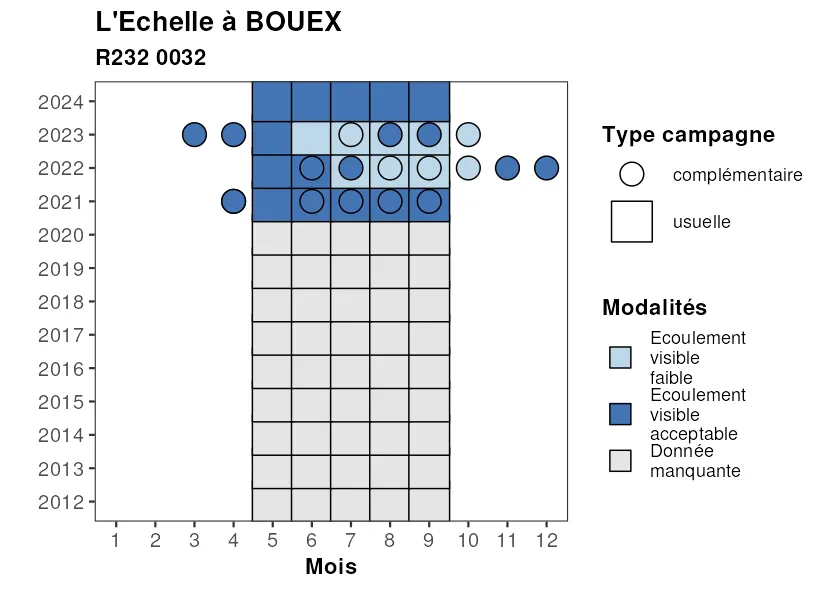 L'Echelle à BOUEX
R232 0032
2024
2023
2022
2021
2020
2019
2018
2017
2016
2015
2014
2013
2012
1 2 3 4 5 6 7 8 9 10 11 12
Mois
Type campagne
complémentaire
usuelle
Modalités
Ecoulement
visible
faible
Ecoulement
visible
acceptable
Donnée
manquante